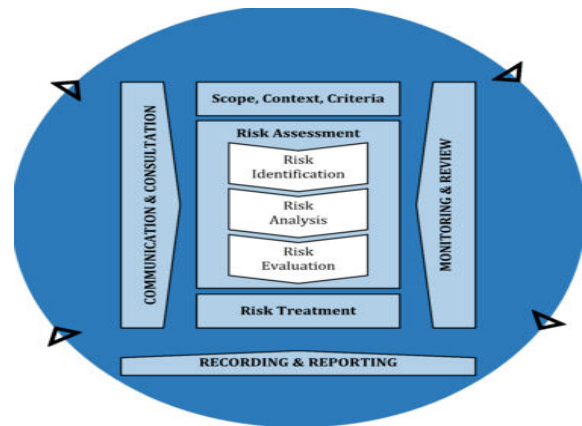 Scope, Context, Criteria
COMMUNICATION & CONSULTATION
Risk Assessment
Risk
Identification
Risk
Analysis
Risk
Evaluation
MONITORING & REVIEW
Risk Treatment
RECORDING & REPORTING